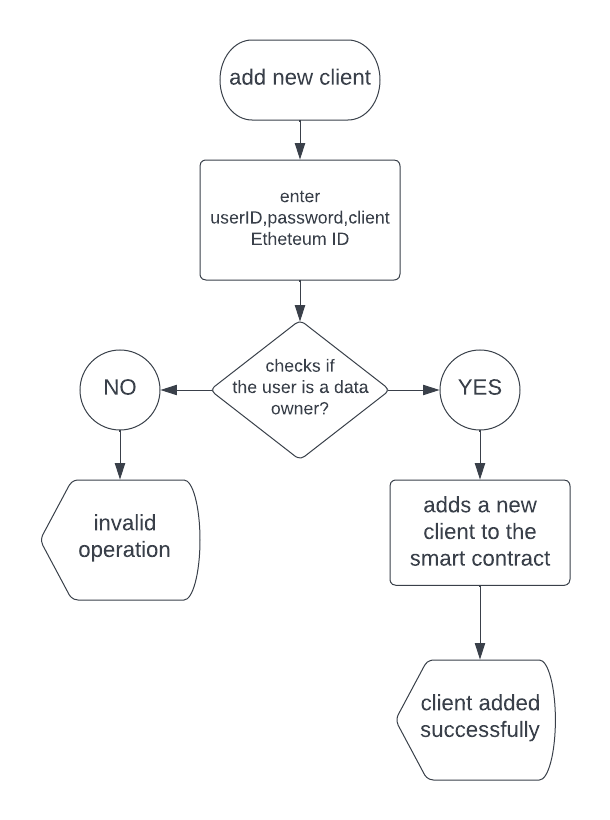 add new client
enter
userID,password,client
Etheteum ID
checks if
the user is a data
owner?
NO
YES
invalid
operation
adds a new
client to the
smart contract
client added
successfully